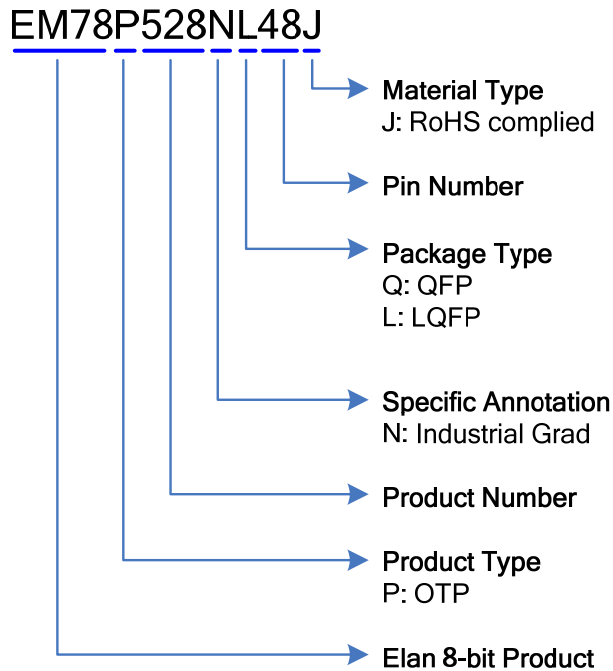 EM78P528NL48J
Material Type
J: RoHS complied
Pin Number
Package Type
Q: QFP
L: LQFP
Specific Annotation
N: Industrial Grad
Product Number
Product Type
P: OTP
Elan 8-bit Product